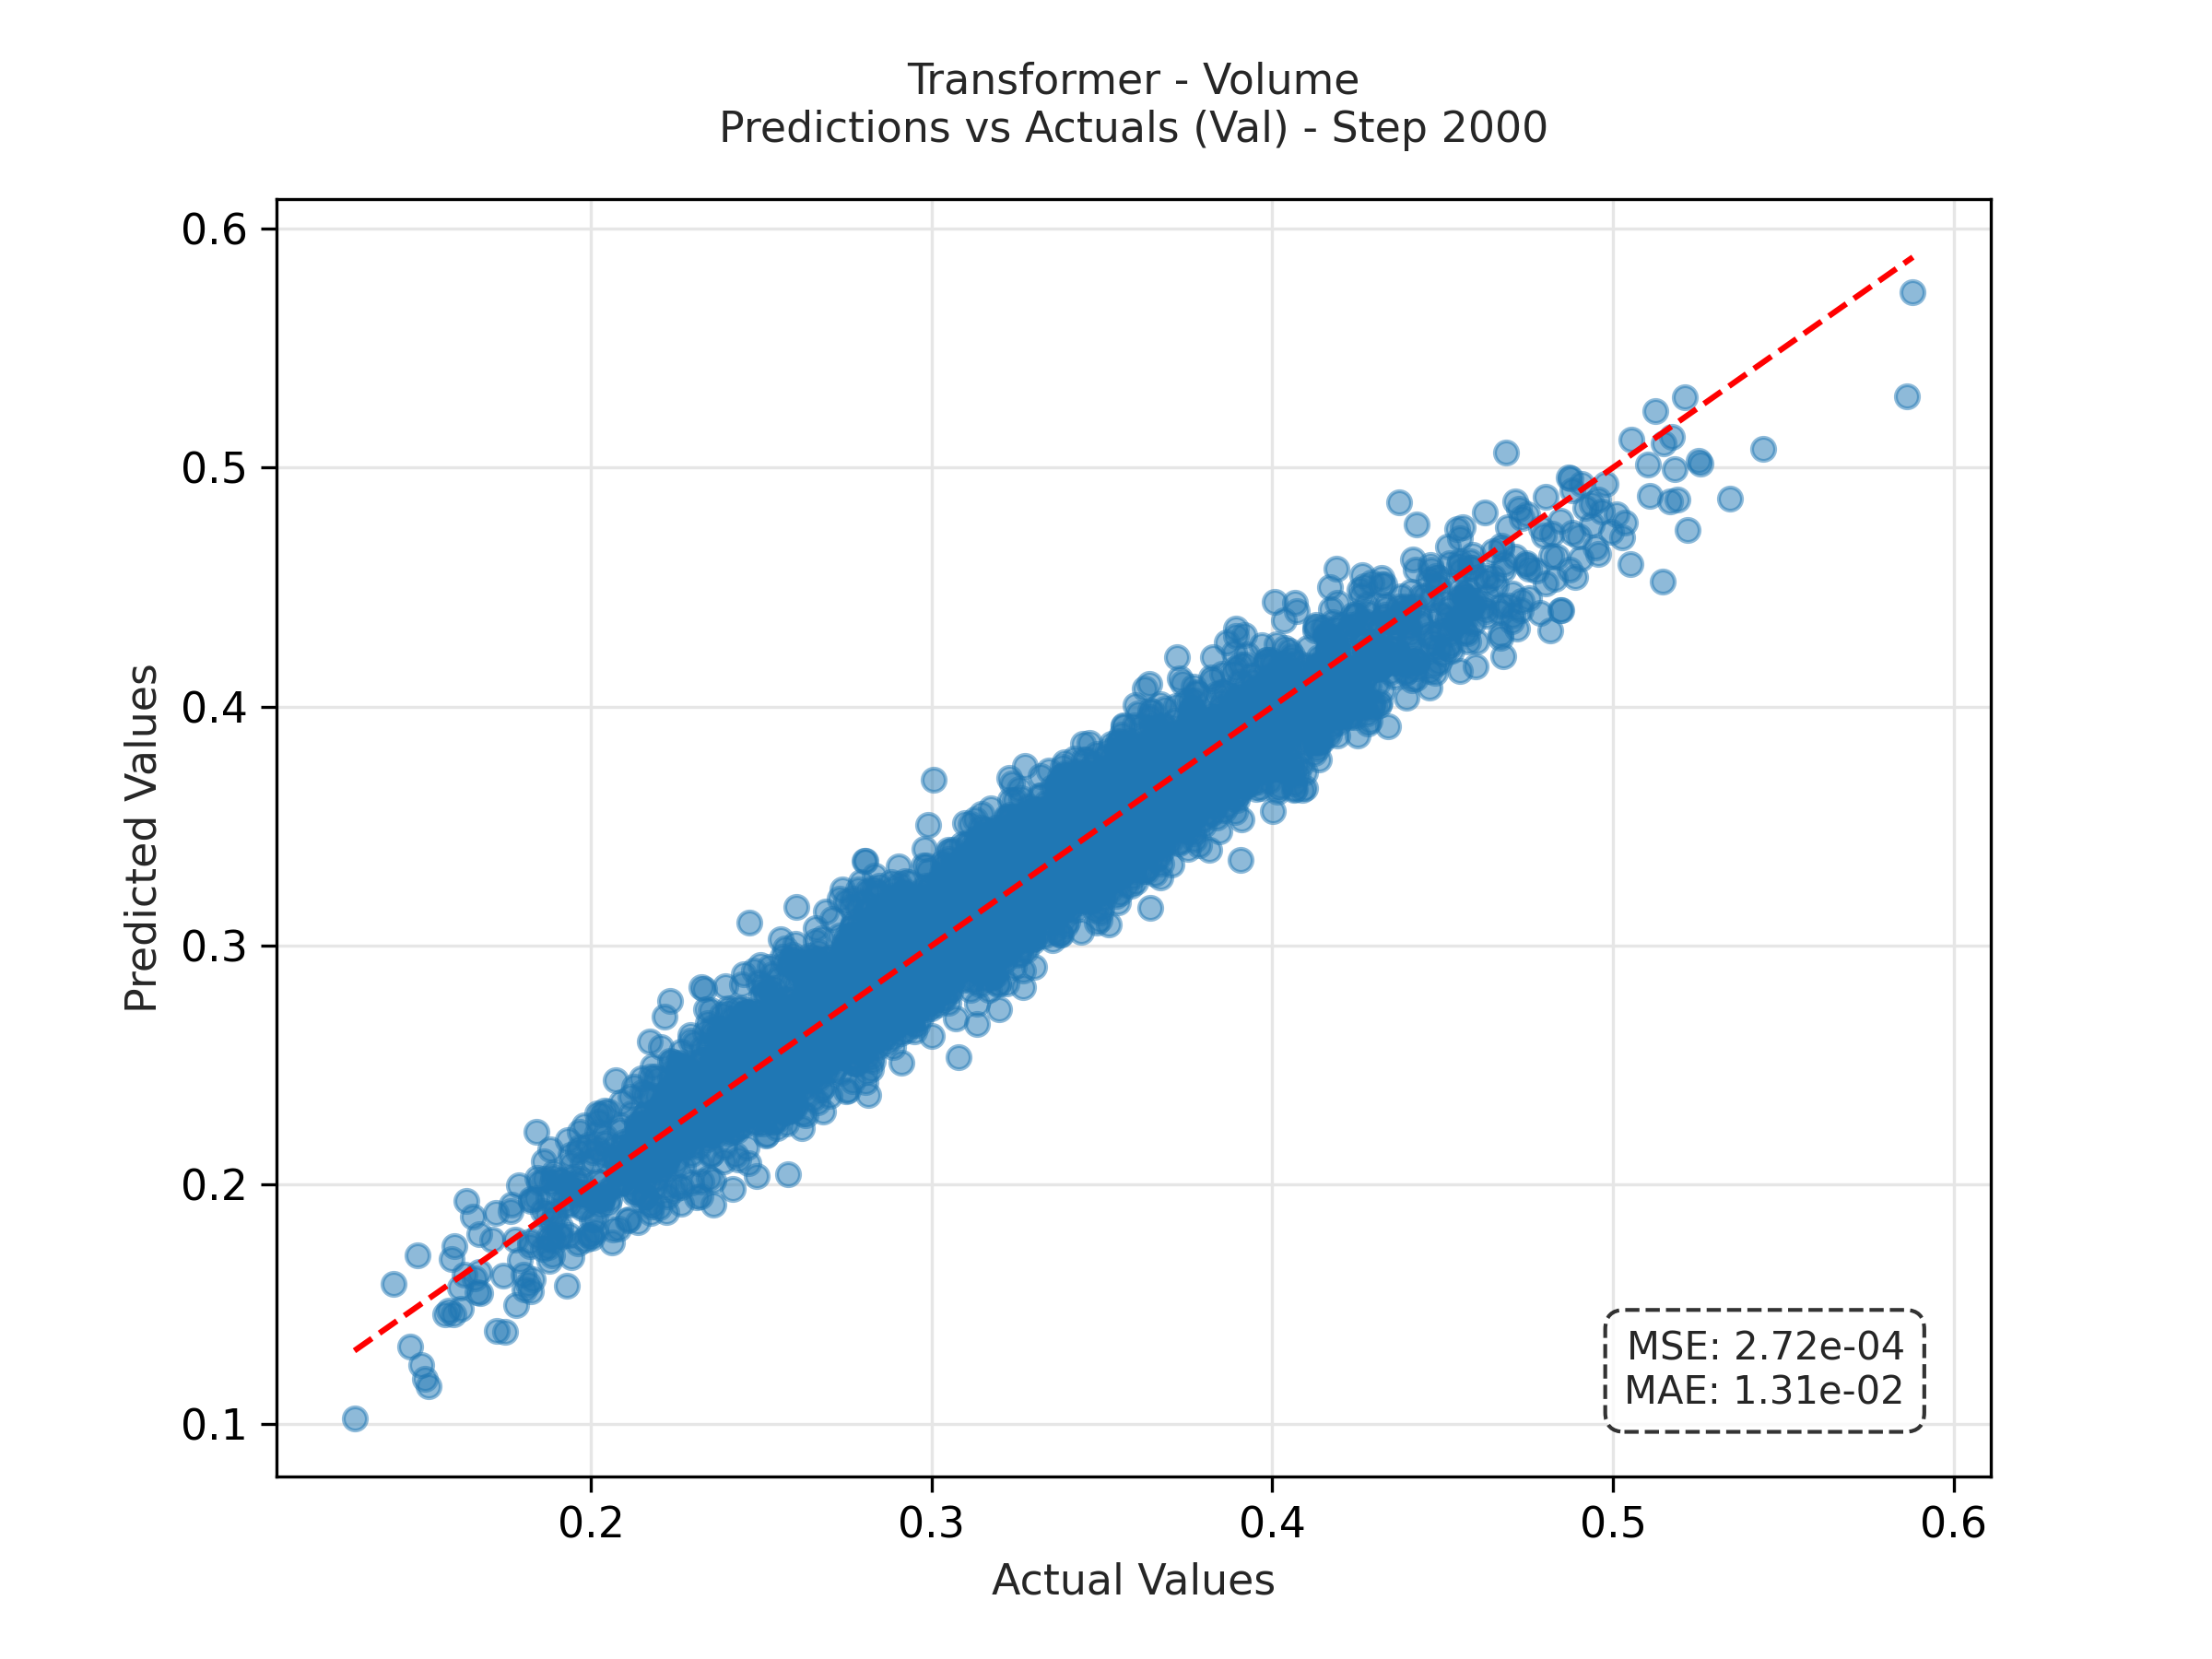 Transformer - Volume
Predictions vs Actuals (Val) - Step 2000
Predicted Values
0.6
0.5
0.4
0.3
0.2
0.1
MSE: 2.72e-04
MAE: 1.31e-02
0.2
0.3
0.4
0.5
0.6
Actual Values